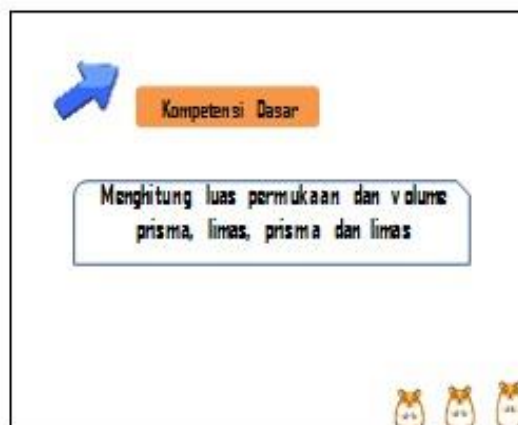 Kompetensi Dasar
Menghitung luas permukaan dan volume
prisma, limas, prisma dan limas